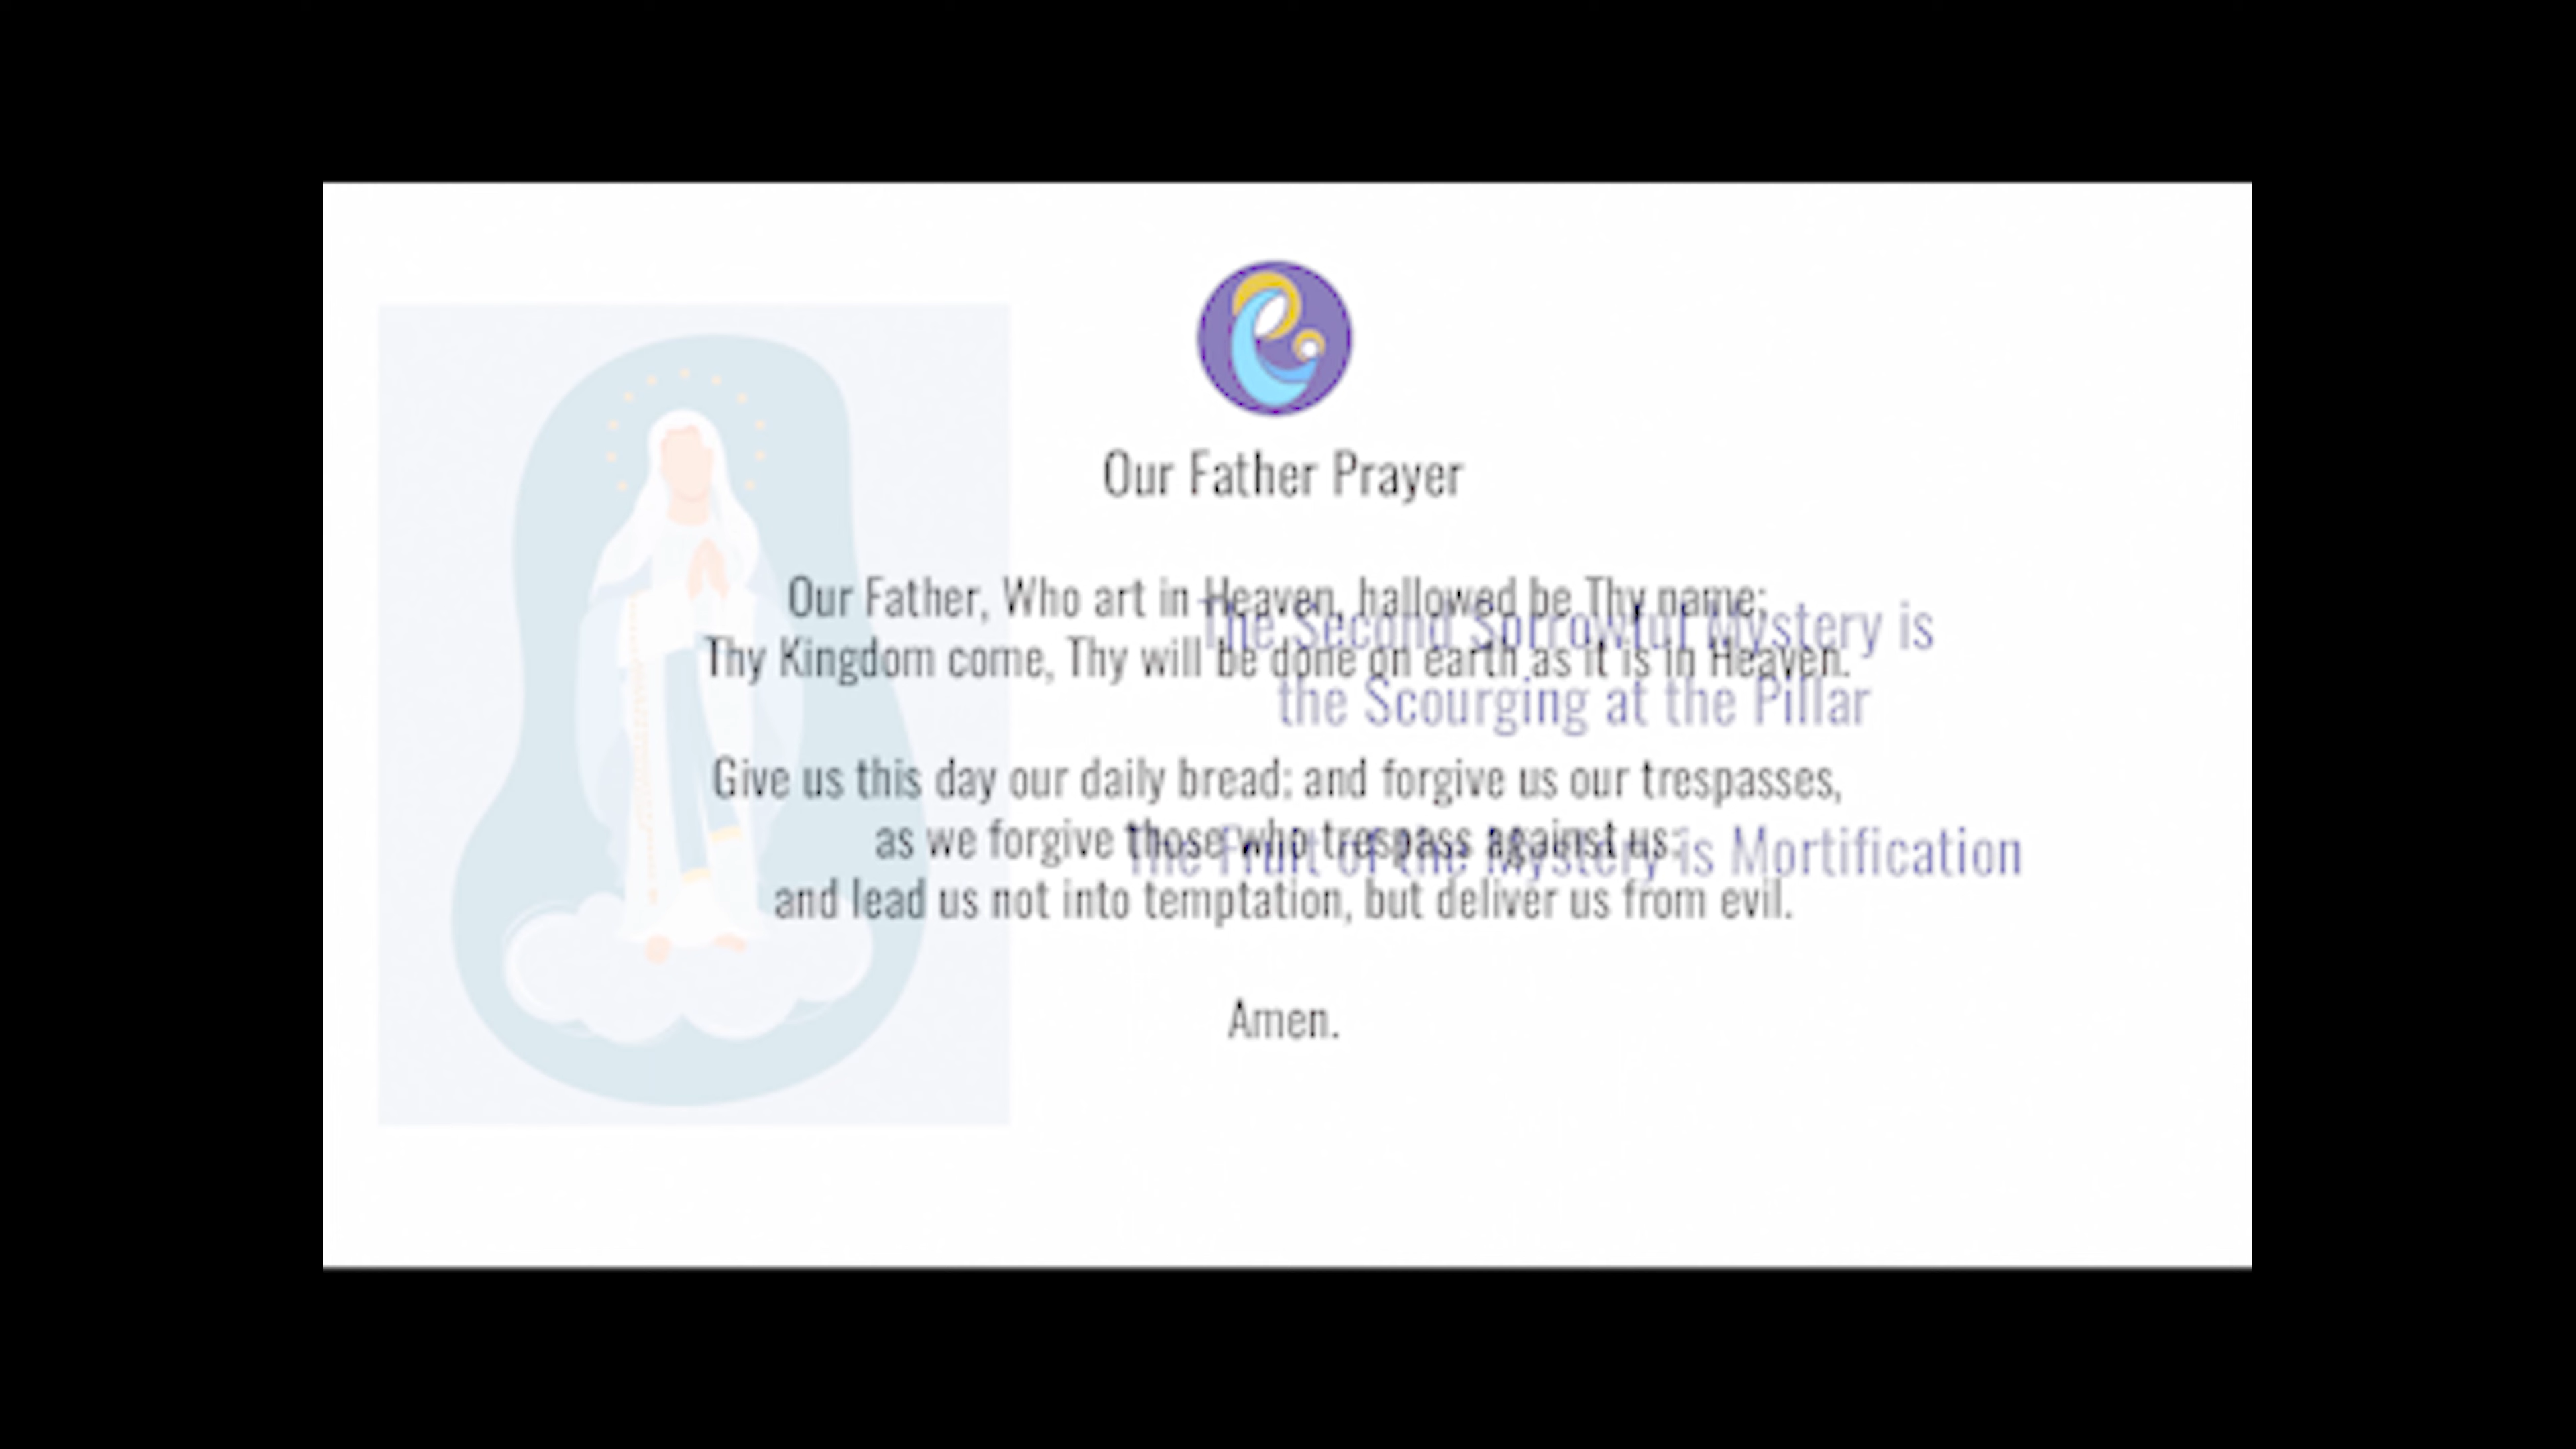 Our Father Prayer
Our Father, Who art in Heaven, hallowed be Thy name;
The Second Sorrowful Mystery is
Thy Kingdom come, Thy will be done on earth as it is in Heaven.
the Scourging at the Pillar
Give us this day our daily bread; and forgive us our trespasses,
as we forgive those who trespass against us;
The Fruit of the Mystery is Mortification
and lead us not into temptation, but deliver us from evil.
Amen.